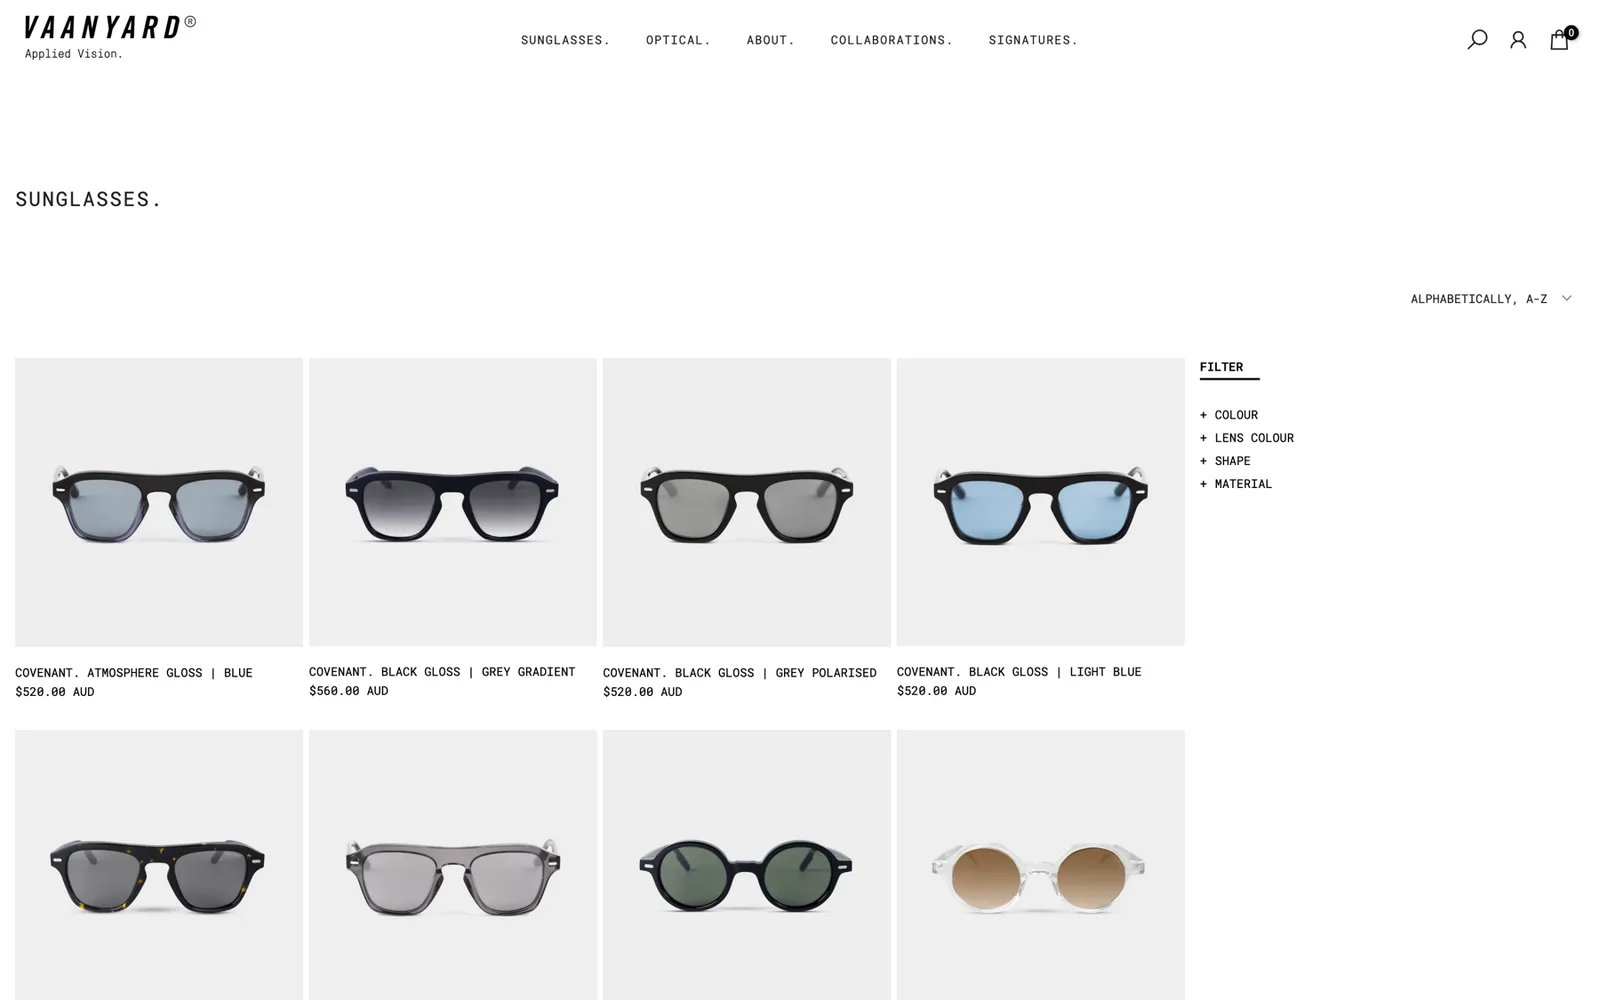 VAANYARD®
Applied Vision.
SUNGLASSES. OPTICAL. ABOUT. COLLABORATIONS. SIGNATURES.
0
SUNGLASSES.
ALPHABETICALLY, A-Z
FILTER
+ COLOUR
+ LENS COLOUR
+ SHAPE
+ MATERIAL
COVENANT. ATMOSPHERE GLOSS | BLUE
$520.00 AUD
COVENANT. BLACK GLOSS | GREY GRADIENT
$560.00 AUD
COVENANT. BLACK GLOSS | GREY POLARISED
$520.00 AUD
COVENANT. BLACK GLOSS | LIGHT BLUE
$520.00 AUD